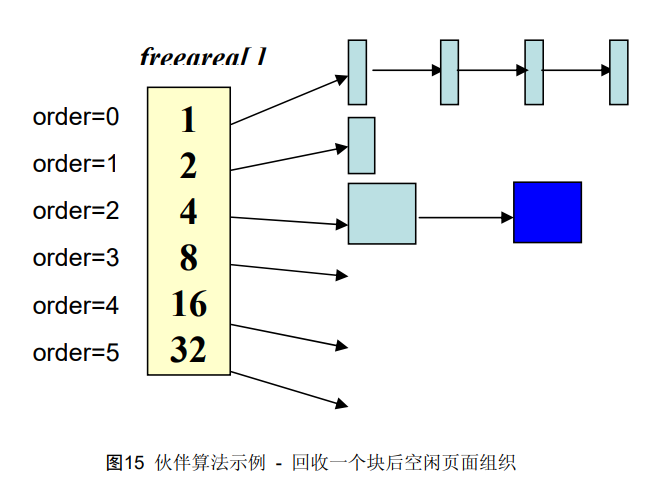 freearea[ ]
order=0 1
order=1 2
order=2 4
order=3 8
order=4 16
order=5 32
图15 伙伴算法示例 - 回收一个块后空闲页面组织